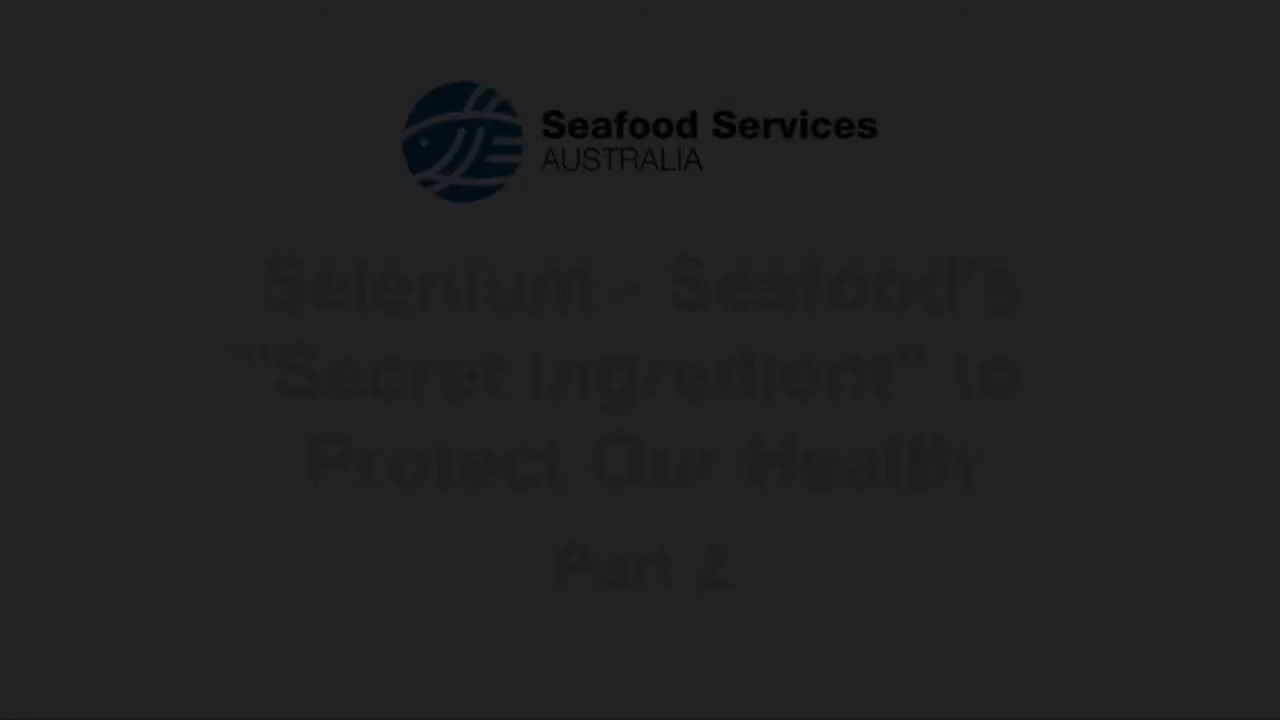 Seafood Services
AUSTRALIA
Selenium - Seafood's
"Secret Ingredient" to
Protect Our Health
Part 2